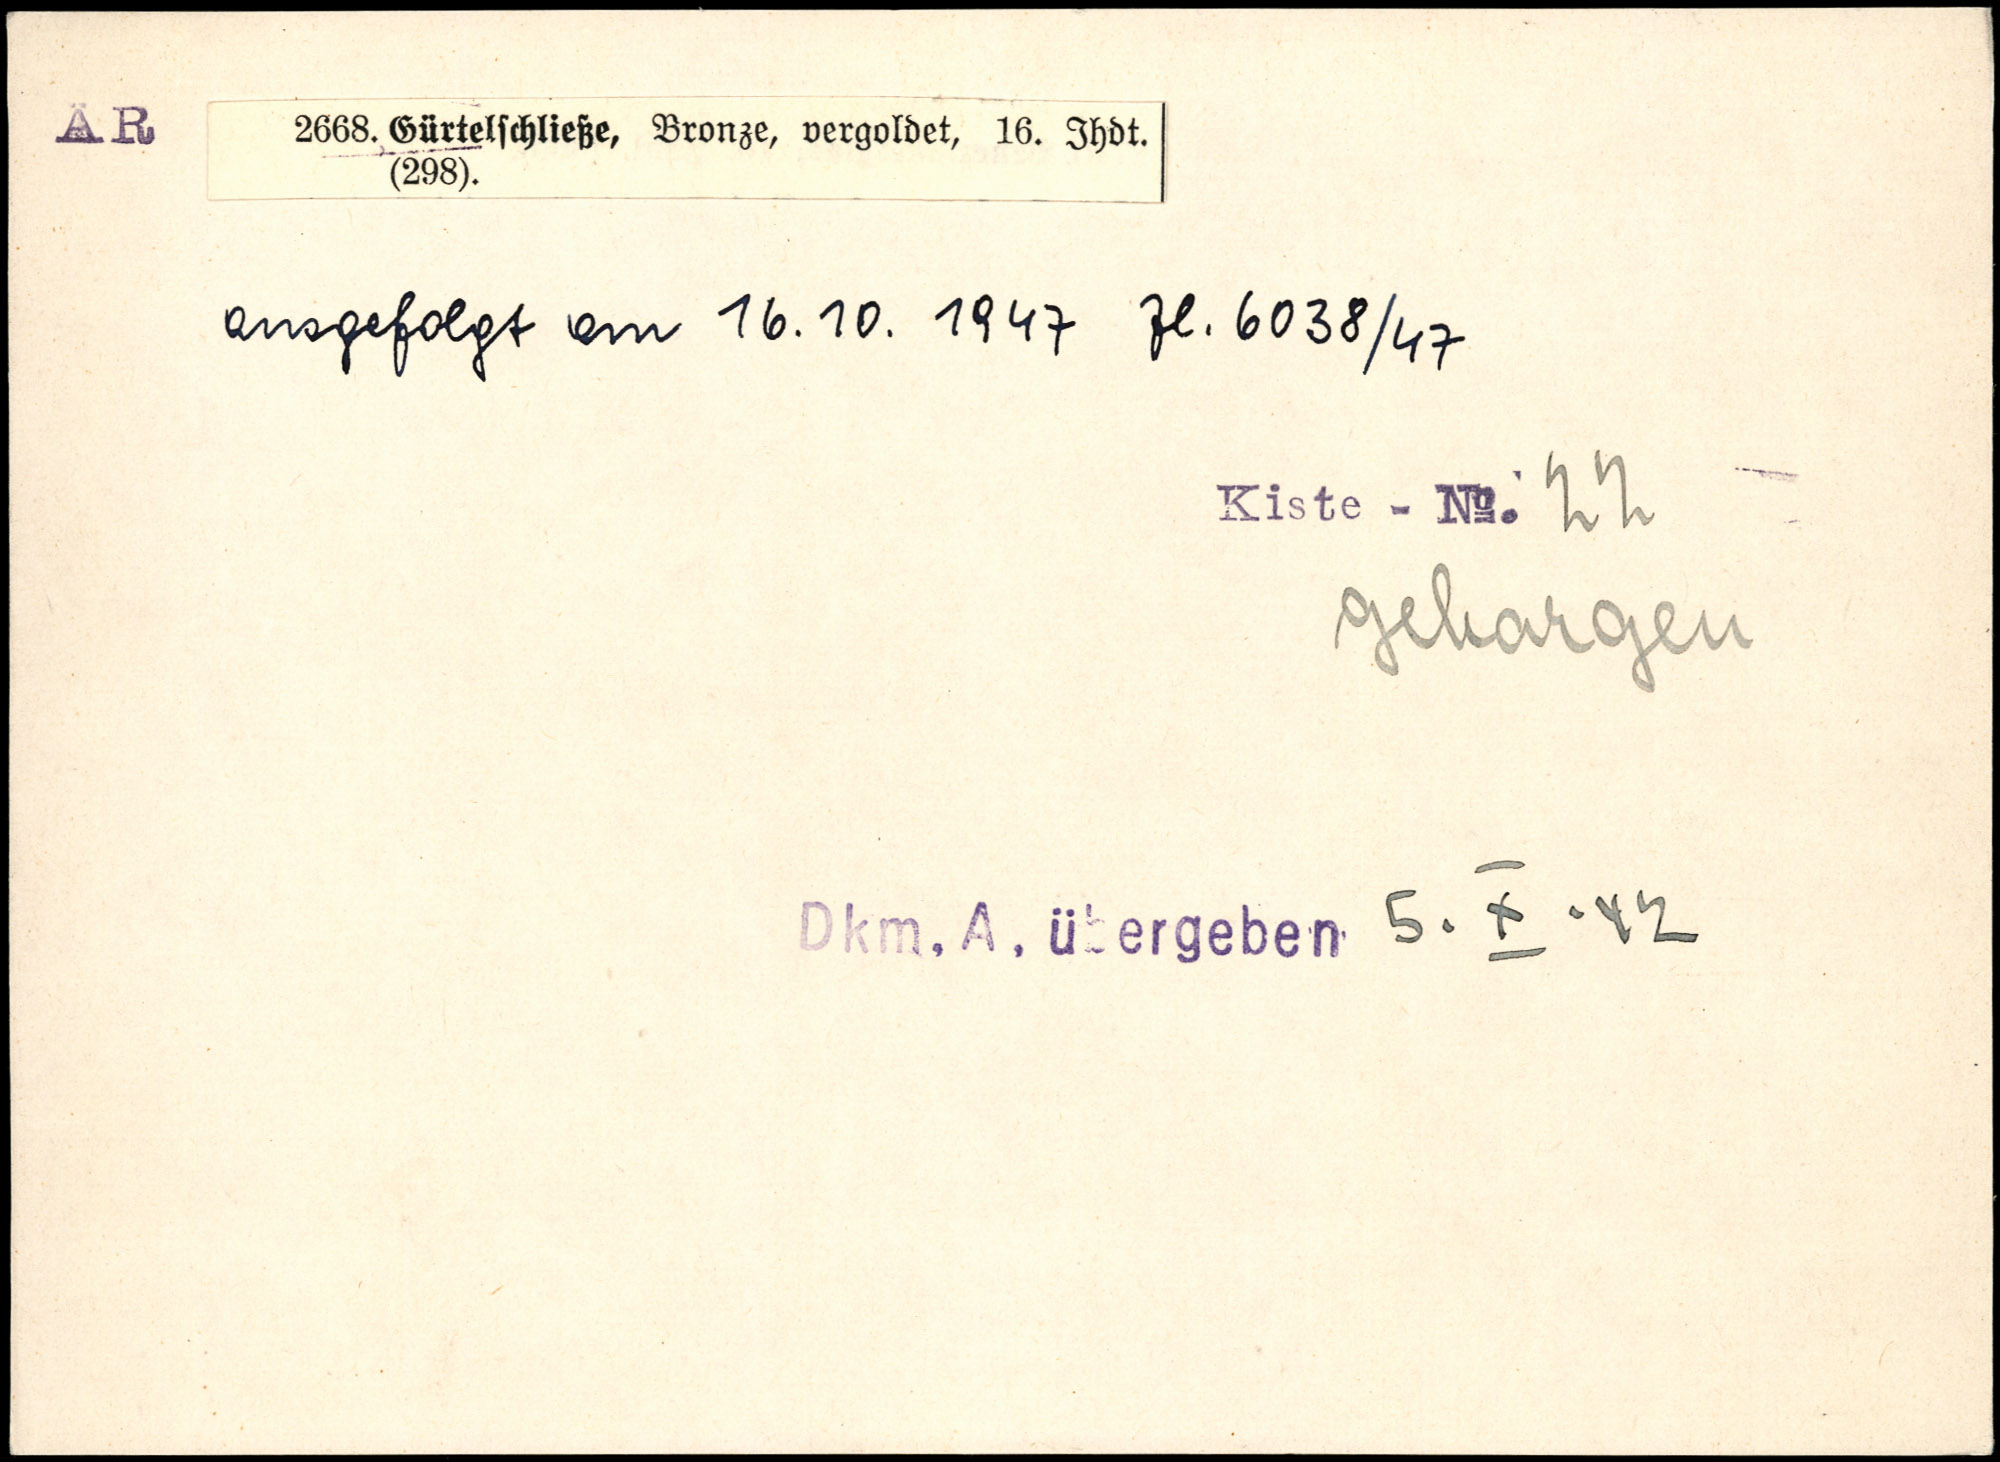 ÄR
2668. Gürtelschließe, Bronze, vergoldet, 16. Jhdt.
(298).
ausgefolgt am 16. 10. 1947 Zl. 6038/47
Kiste - No. 22
geborgen
Dkm. A. übergeben 5. X. 42